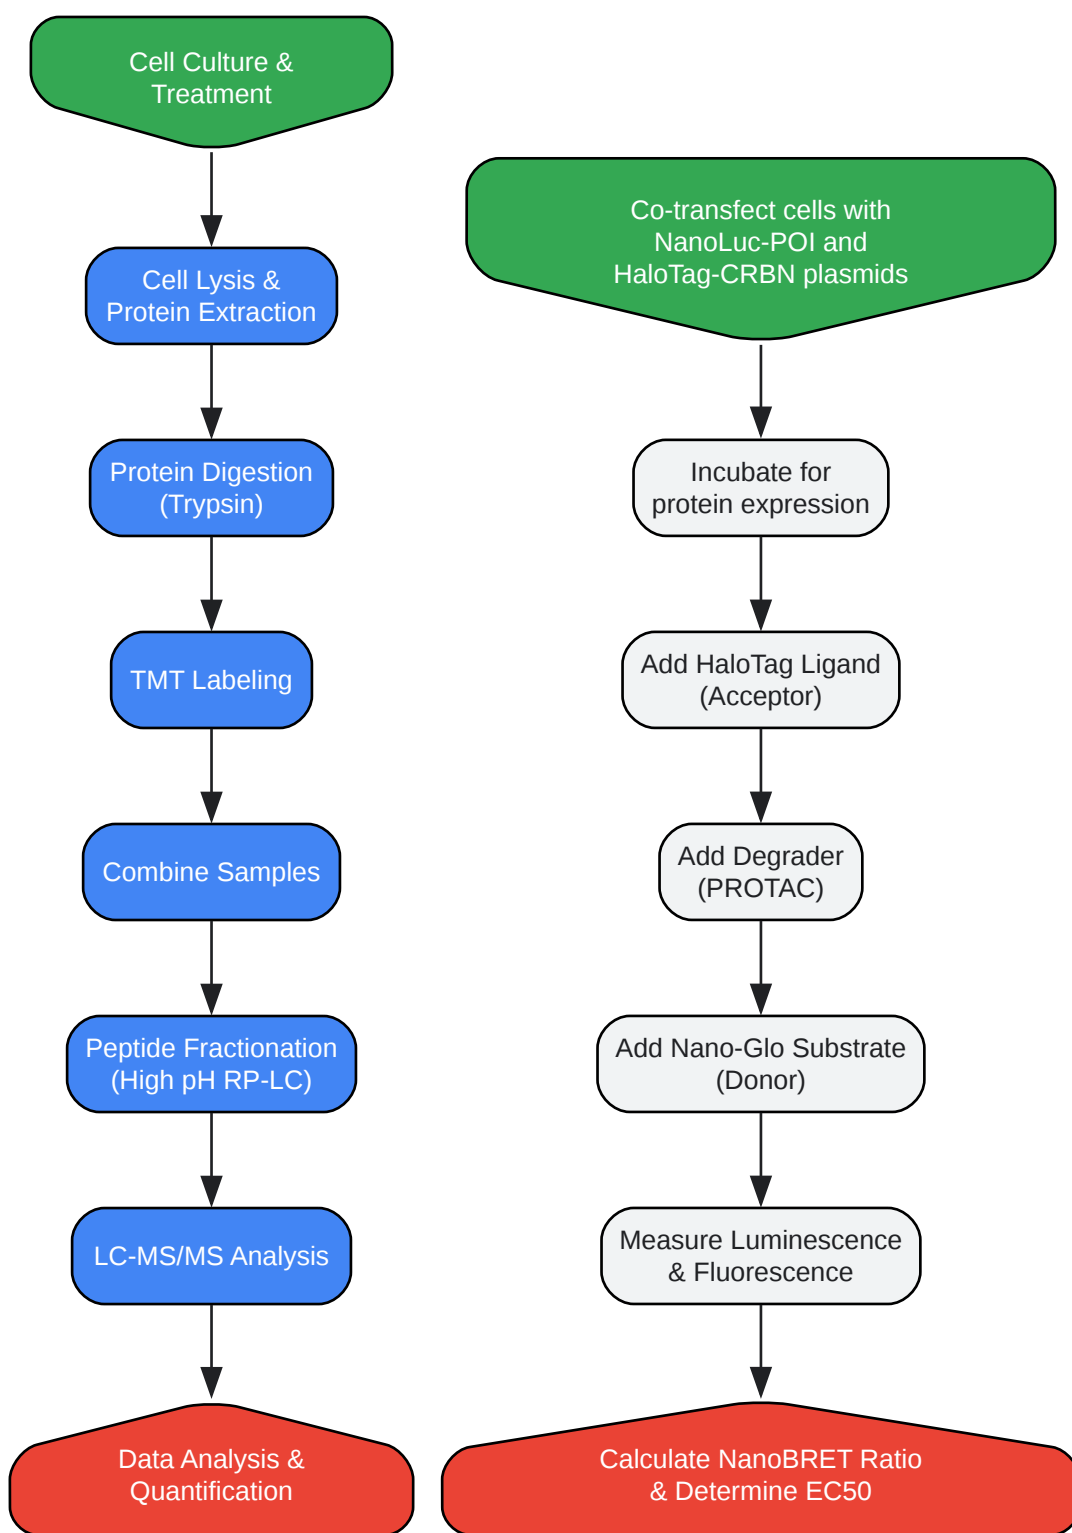 Cell Culture &
Treatment
Cell Lysis &
Protein Extraction
Protein Digestion
(Trypsin)
TMT Labeling
Combine Samples
Peptide Fractionation
(High pH RP-LC)
LC-MS/MS Analysis
Data Analysis &
Quantification
Co-transfect cells with
NanoLuc-POI and
HaloTag-CRBN plasmids
Incubate for
protein expression
Add HaloTag Ligand
(Acceptor)
Add Degrader
(PROTAC)
Add Nano-Glo Substrate
(Donor)
Measure Luminescence
& Fluorescence
Calculate NanoBRET Ratio
& Determine EC50